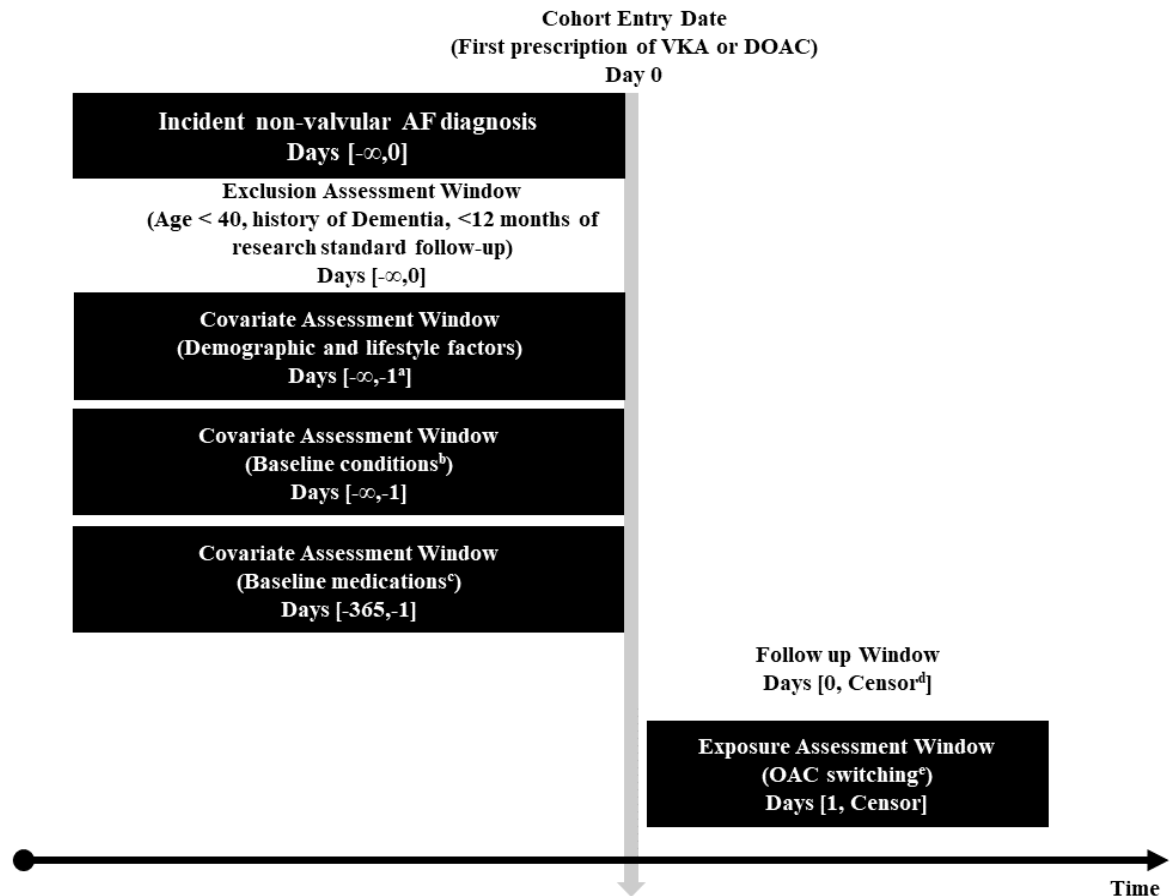 Cohort Entry Date
(First prescription of VKA or DOAC)
Day 0
Incident non-valvular AF diagnosis
Days [-∞,0]
Exclusion Assessment Window
(Age < 40, history of Dementia, <12 months of
research standard follow-up)
Days [-∞,0]
Covariate Assessment Window
(Demographic and lifestyle factors)
Days [-∞,-1ᵃ]
Covariate Assessment Window
(Baseline conditionsᵇ)
Days [-∞,-1]
Covariate Assessment Window
(Baseline medicationsᶜ)
Days [-365,-1]
Follow up Window
Days [0, Censorᵈ]
Exposure Assessment Window
(OAC switchingᵉ)
Days [1, Censor]
Time